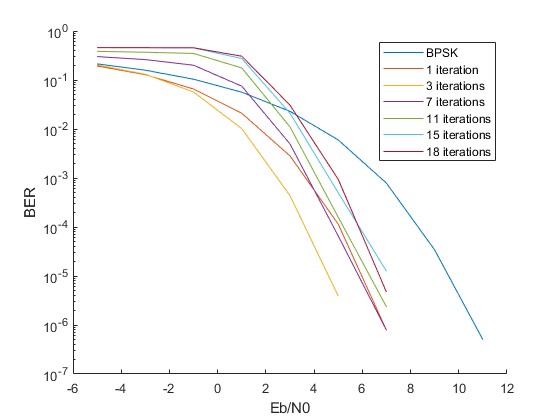 10^0
10^-1
10^-2
10^-3
10^-4
10^-5
10^-6
10^-7
BER
BPSK
1 iteration
3 iterations
7 iterations
11 iterations
15 iterations
18 iterations
-6 -4 -2 0 2 4 6 8 10 12
Eb/N0